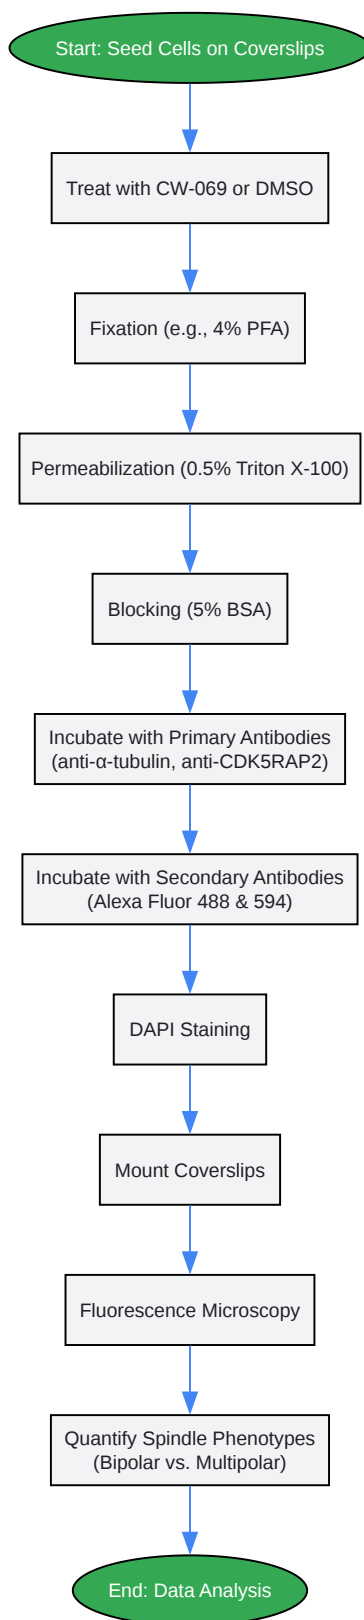 Start: Seed Cells on Coverslips
Treat with CW-069 or DMSO
Fixation (e.g., 4% PFA)
Permeabilization (0.5% Triton X-100)
Blocking (5% BSA)
Incubate with Primary Antibodies
(anti-α-tubulin, anti-CDK5RAP2)
Incubate with Secondary Antibodies
(Alexa Fluor 488 & 594)
DAPI Staining
Mount Coverslips
Fluorescence Microscopy
Quantify Spindle Phenotypes
(Bipolar vs. Multipolar)
End: Data Analysis